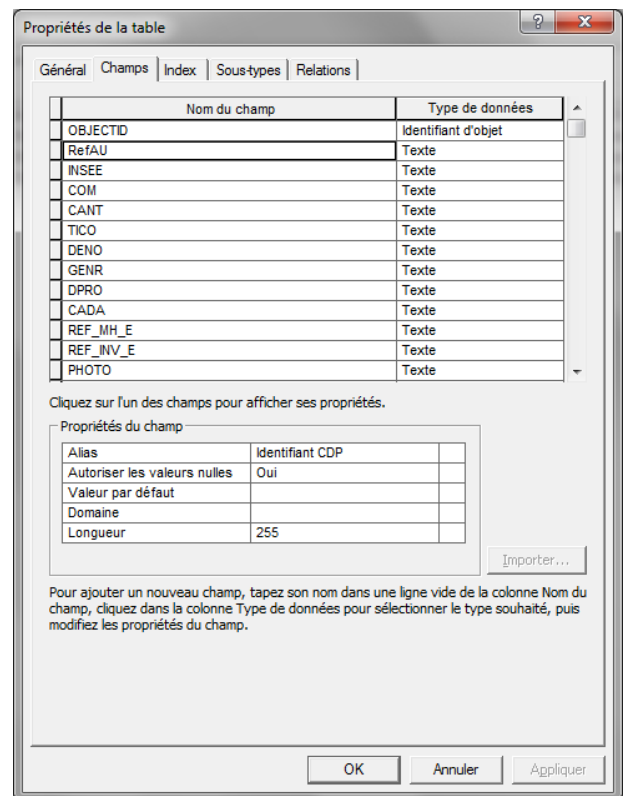 Propriétés de la table
?
X
Général Champs Index Sous-types Relations
Nom du champ Type de données
OBJECTID Identifiant d'objet
RefAU Texte
INSEE Texte
COM Texte
CANT Texte
TICO Texte
DENO Texte
GENR Texte
DPRO Texte
CADA Texte
REF_MH_E Texte
REF_INV_E Texte
PHOTO Texte
Cliquez sur l'un des champs pour afficher ses propriétés.
Propriétés du champ
Alias Identifiant CDP
Autoriser les valeurs nulles Oui
Valeur par défaut
Domaine
Longueur 255
Importer...
Pour ajouter un nouveau champ, tapez son nom dans une ligne vide de la colonne Nom du
champ, cliquez dans la colonne Type de données pour sélectionner le type souhaité, puis
modifiez les propriétés du champ.
OK Annuler Appliquer